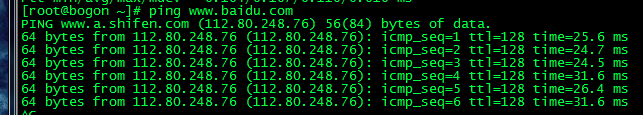 [root@bogon ~]# ping www.baidu.com
PING www.a.shifen.com (112.80.248.76) 56(84) bytes of data.
64 bytes from 112.80.248.76 (112.80.248.76): icmp_seq=1 ttl=128 time=25.6 ms
64 bytes from 112.80.248.76 (112.80.248.76): icmp_seq=2 ttl=128 time=24.7 ms
64 bytes from 112.80.248.76 (112.80.248.76): icmp_seq=3 ttl=128 time=24.5 ms
64 bytes from 112.80.248.76 (112.80.248.76): icmp_seq=4 ttl=128 time=31.6 ms
64 bytes from 112.80.248.76 (112.80.248.76): icmp_seq=5 ttl=128 time=26.4 ms
64 bytes from 112.80.248.76 (112.80.248.76): icmp_seq=6 ttl=128 time=31.6 ms